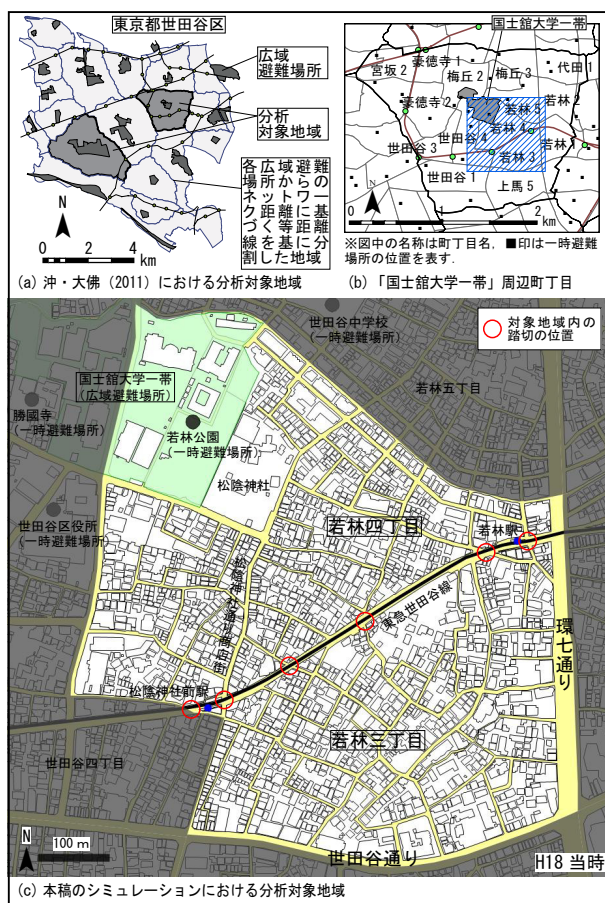 東京都世田谷区
広域
避難場所
分析
対象地域
各広域避難
場所からの
ネットワー
ク距離に基
づく等距離
線を基に分
割した地域
N
0 4 km
(a) 沖・大佛 (2011) における分析対象地域
国士舘大学一帯
豪徳寺 1
宮坂 2
梅丘 2
梅丘 3
代田 1
豪徳寺 2
若林 5
若林 2
世田谷 4
若林 4
若林 1
世田谷 3
若林 3
世田谷 1
上馬 5
N
0 1 2
km
※図中の名称は町丁目名，■印は一時避難
場所の位置を表す．
(b) 「国士舘大学一帯」周辺町丁目
対象地域内の
踏切の位置
世田谷中学校
(一時避難場所)
国士舘大学一帯
(広域避難場所)
若林五丁目
勝國寺
(一時避難場所)
若林公園
(一時避難場所)
松陰神社
世田谷区役所
(一時避難場所)
若林四丁目
若林駅
松陰神社通り商店街
東急世田谷線
環七通り
松陰神社前駅
若林三丁目
世田谷四丁目
N
100 m
世田谷通り
H18 当時
(c) 本稿のシミュレーションにおける分析対象地域